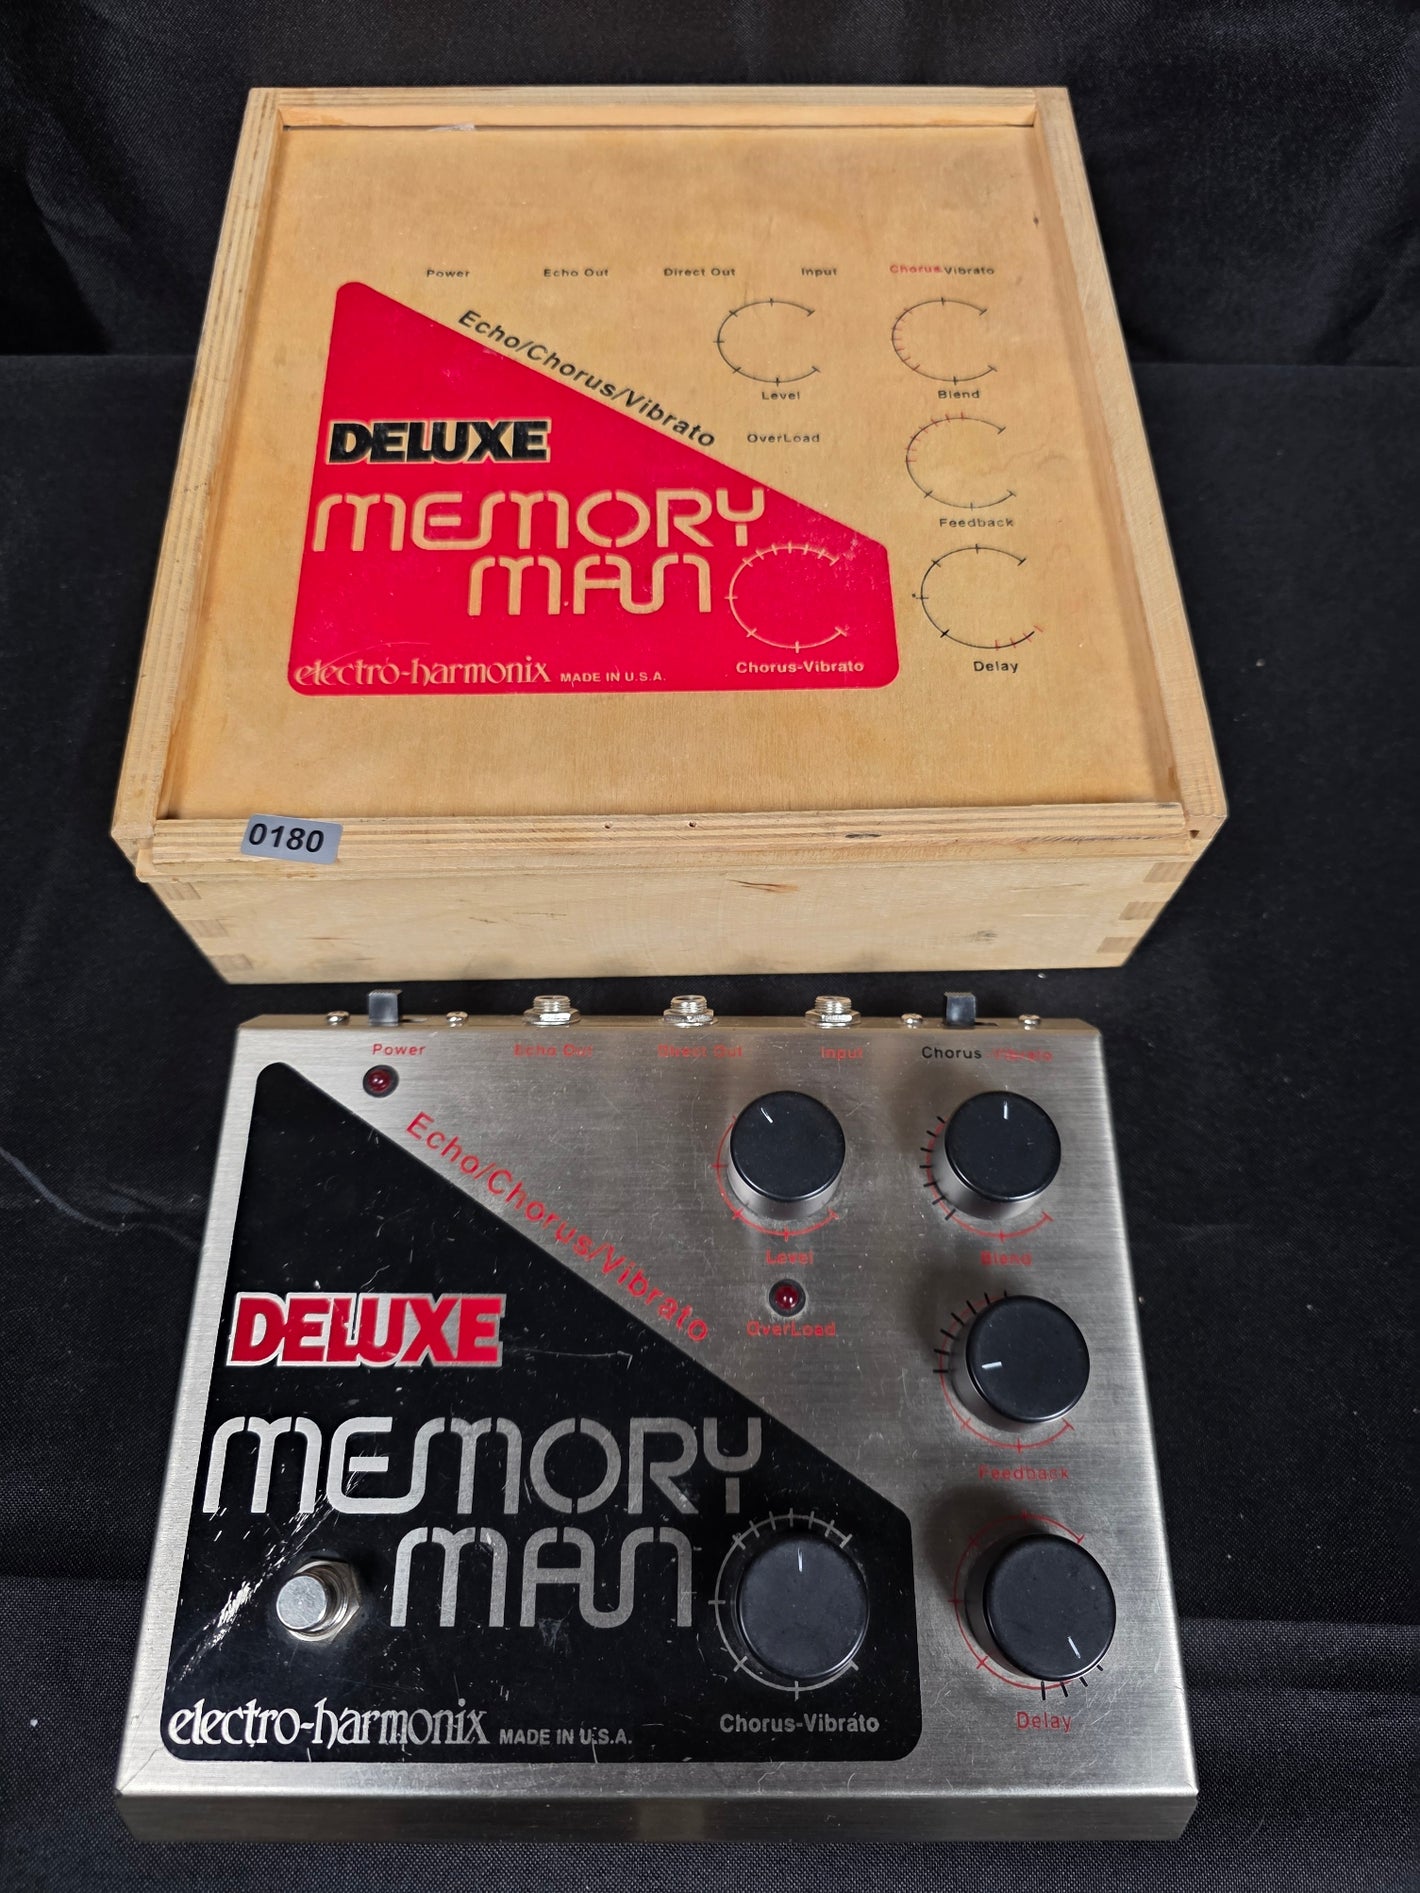 Power Echo Out Direct Out Input Chorus Vibrato
Echo/Chorus/Vibrato
Level
Blend
OverLoad
DELUXE
MEMORY
MAN
Feedback
electro-harmonix MADE IN U.S.A.
Chorus-Vibrato
Delay
0180
Power Echo Out Direct Out Input Chorus Vibrato
Echo/Chorus/Vibrato
Level
Blend
OverLoad
DELUXE
MEMORY
MAN
Feedback
electro-harmonix MADE IN U.S.A.
Chorus-Vibrato
Delay